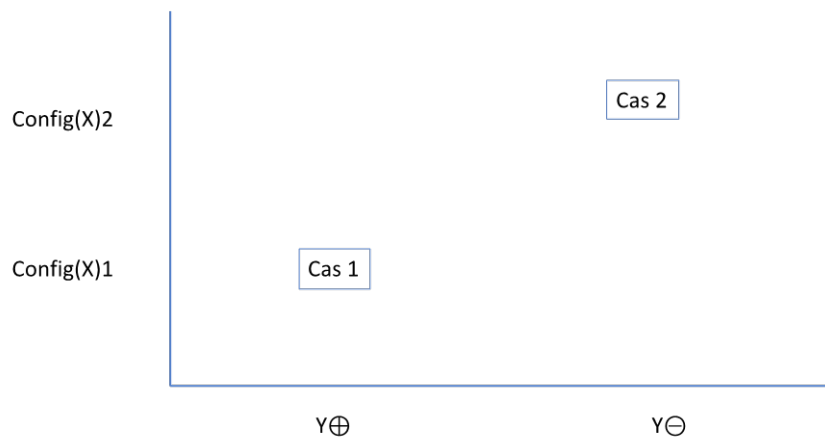 Cas 2
Config(X)2
Config(X)1
Cas 1
Y⊕
Y⊖